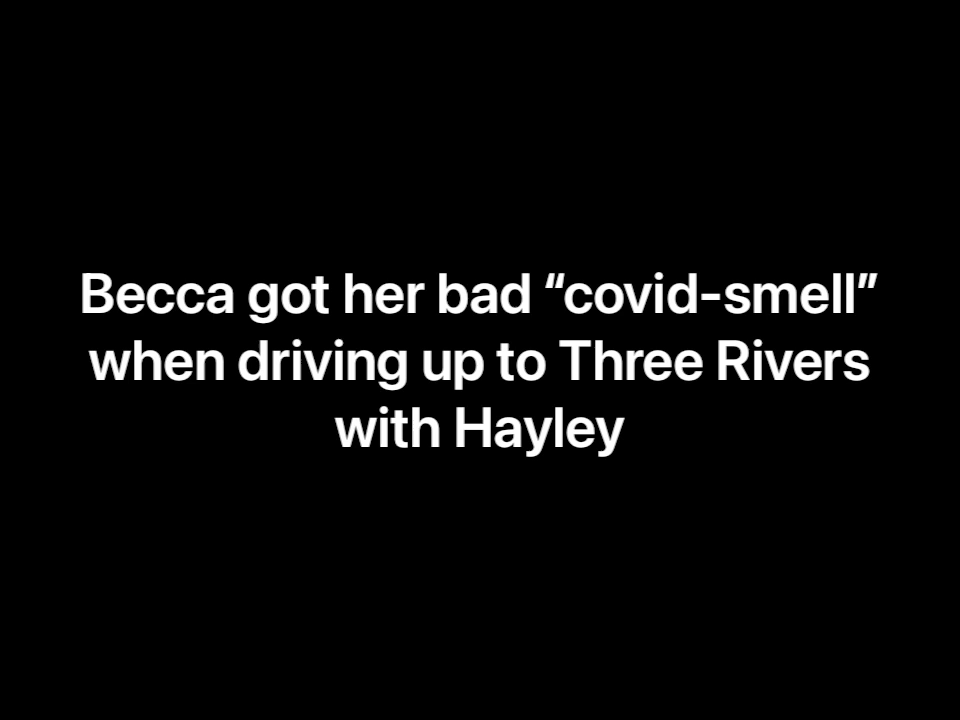 Becca got her bad “covid-smell”
when driving up to Three Rivers
with Hayley